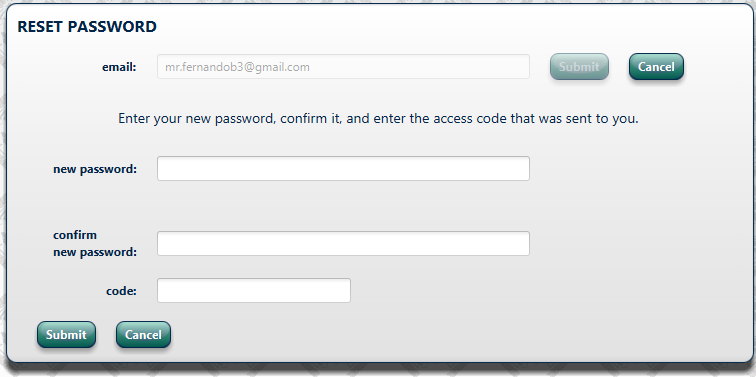 RESET PASSWORD
email: mr.fernandob3@gmail.com Submit Cancel
Enter your new password, confirm it, and enter the access code that was sent to you.
new password:
confirm
new password:
code:
Submit Cancel